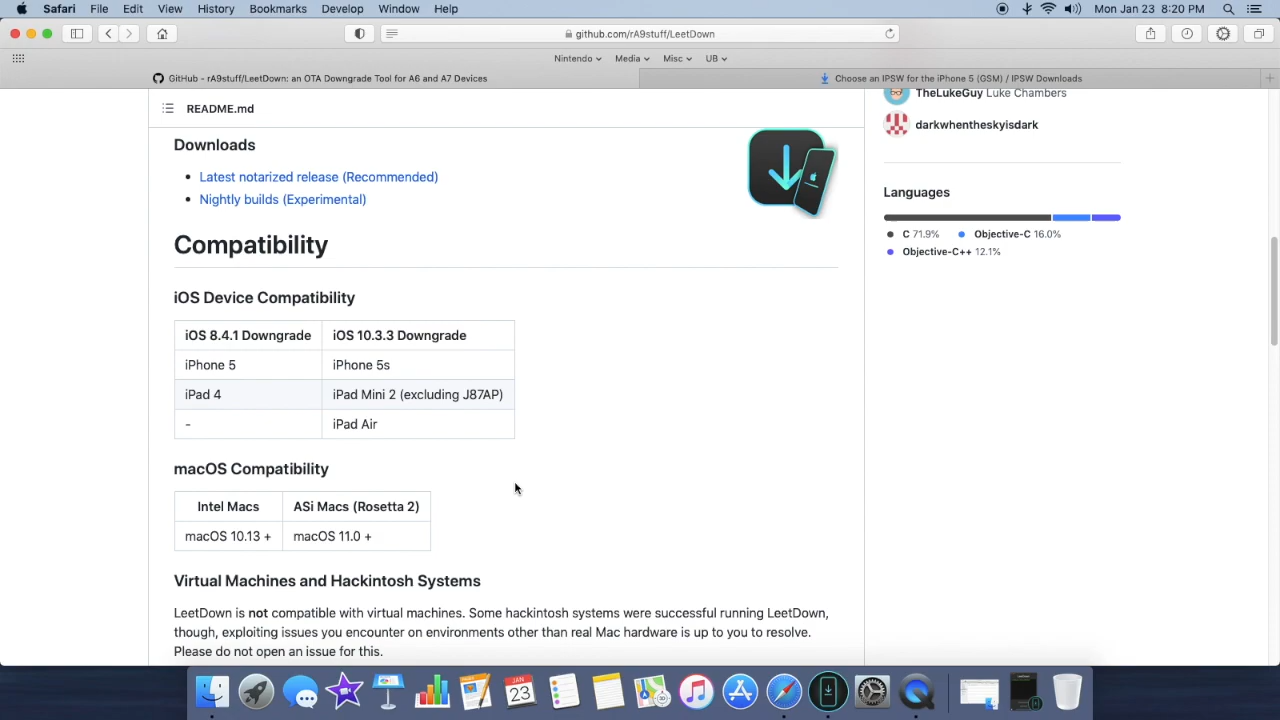 Safari File Edit View History Bookmarks Develop Window Help Mon Jan 23 8:20 PM
github.com/rA9stuff/LeetDown
Nintendo Media Misc UB
GitHub - rA9stuff/LeetDown: an OTA Downgrade Tool for A6 and A7 Devices
Choose an IPSW for the iPhone 5 (GSM) / IPSW Downloads
README.md
Downloads
Latest notarized release (Recommended)
Nightly builds (Experimental)
Compatibility
iOS Device Compatibility
iOS 8.4.1 Downgrade iOS 10.3.3 Downgrade
iPhone 5 iPhone 5s
iPad 4 iPad Mini 2 (excluding J87AP)
- iPad Air
macOS Compatibility
Intel Macs ASi Macs (Rosetta 2)
macOS 10.13 + macOS 11.0 +
Virtual Machines and Hackintosh Systems
LeetDown is not compatible with virtual machines. Some hackintosh systems were successful running LeetDown,
though, exploiting issues you encounter on environments other than real Mac hardware is up to you to resolve.
Please do not open an issue for this.
TheLukeGuy Luke Chambers
darkwhentheskyisdark
Languages
C 71.9% Objective-C 16.0%
Objective-C++ 12.1%
JAN
23